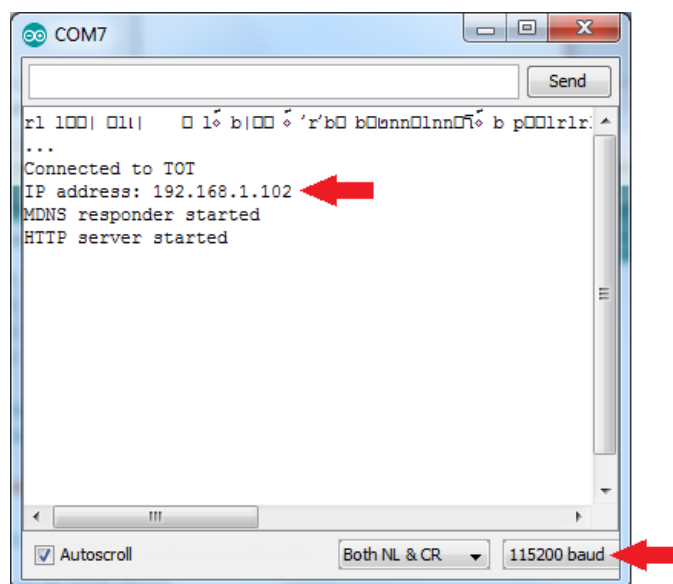 COM7
Send
...
Connected to TOT
IP address: 192.168.1.102
MDNS responder started
HTTP server started
Autoscroll
Both NL & CR
115200 baud